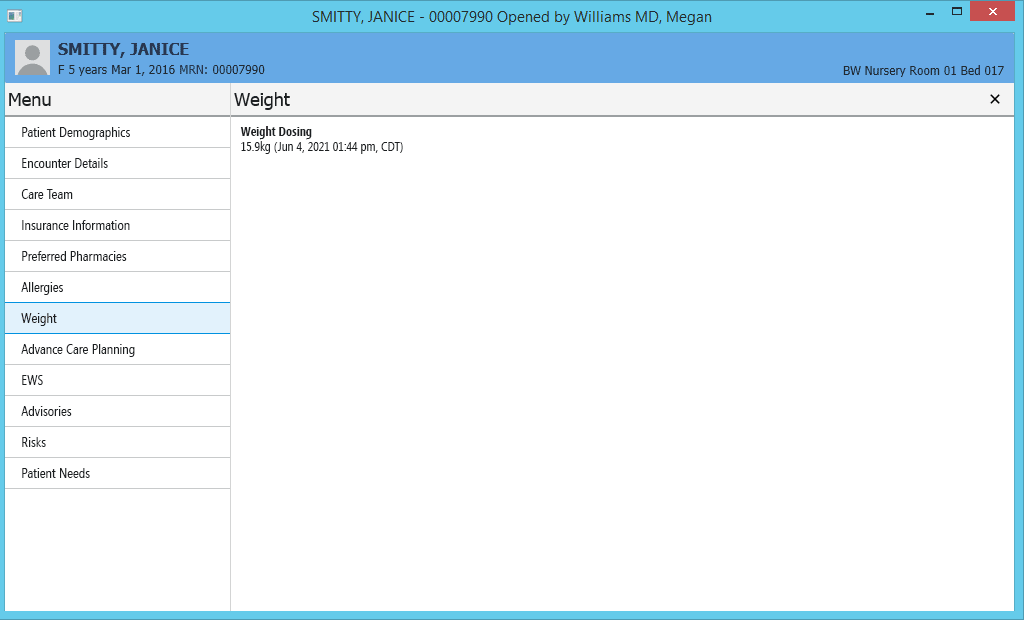 SMITTY, JANICE - 00007990 Opened by Williams MD, Megan
SMITTY, JANICE
F 5 years Mar 1, 2016 MRN: 00007990
BW Nursery Room 01 Bed 017
Menu
Weight
Patient Demographics
Encounter Details
Care Team
Insurance Information
Preferred Pharmacies
Allergies
Weight
Advance Care Planning
EWS
Advisories
Risks
Patient Needs
Weight Dosing
15.9kg (Jun 4, 2021 01:44 pm, CDT)